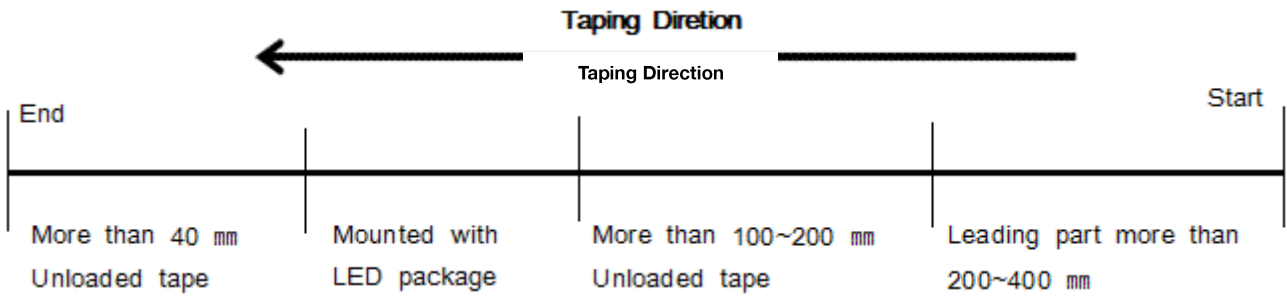 Taping Diretion
Taping Direction
End
Start
More than 40 mm
Unloaded tape
Mounted with
LED package
More than 100~200 mm
Unloaded tape
Leading part more than
200~400 mm